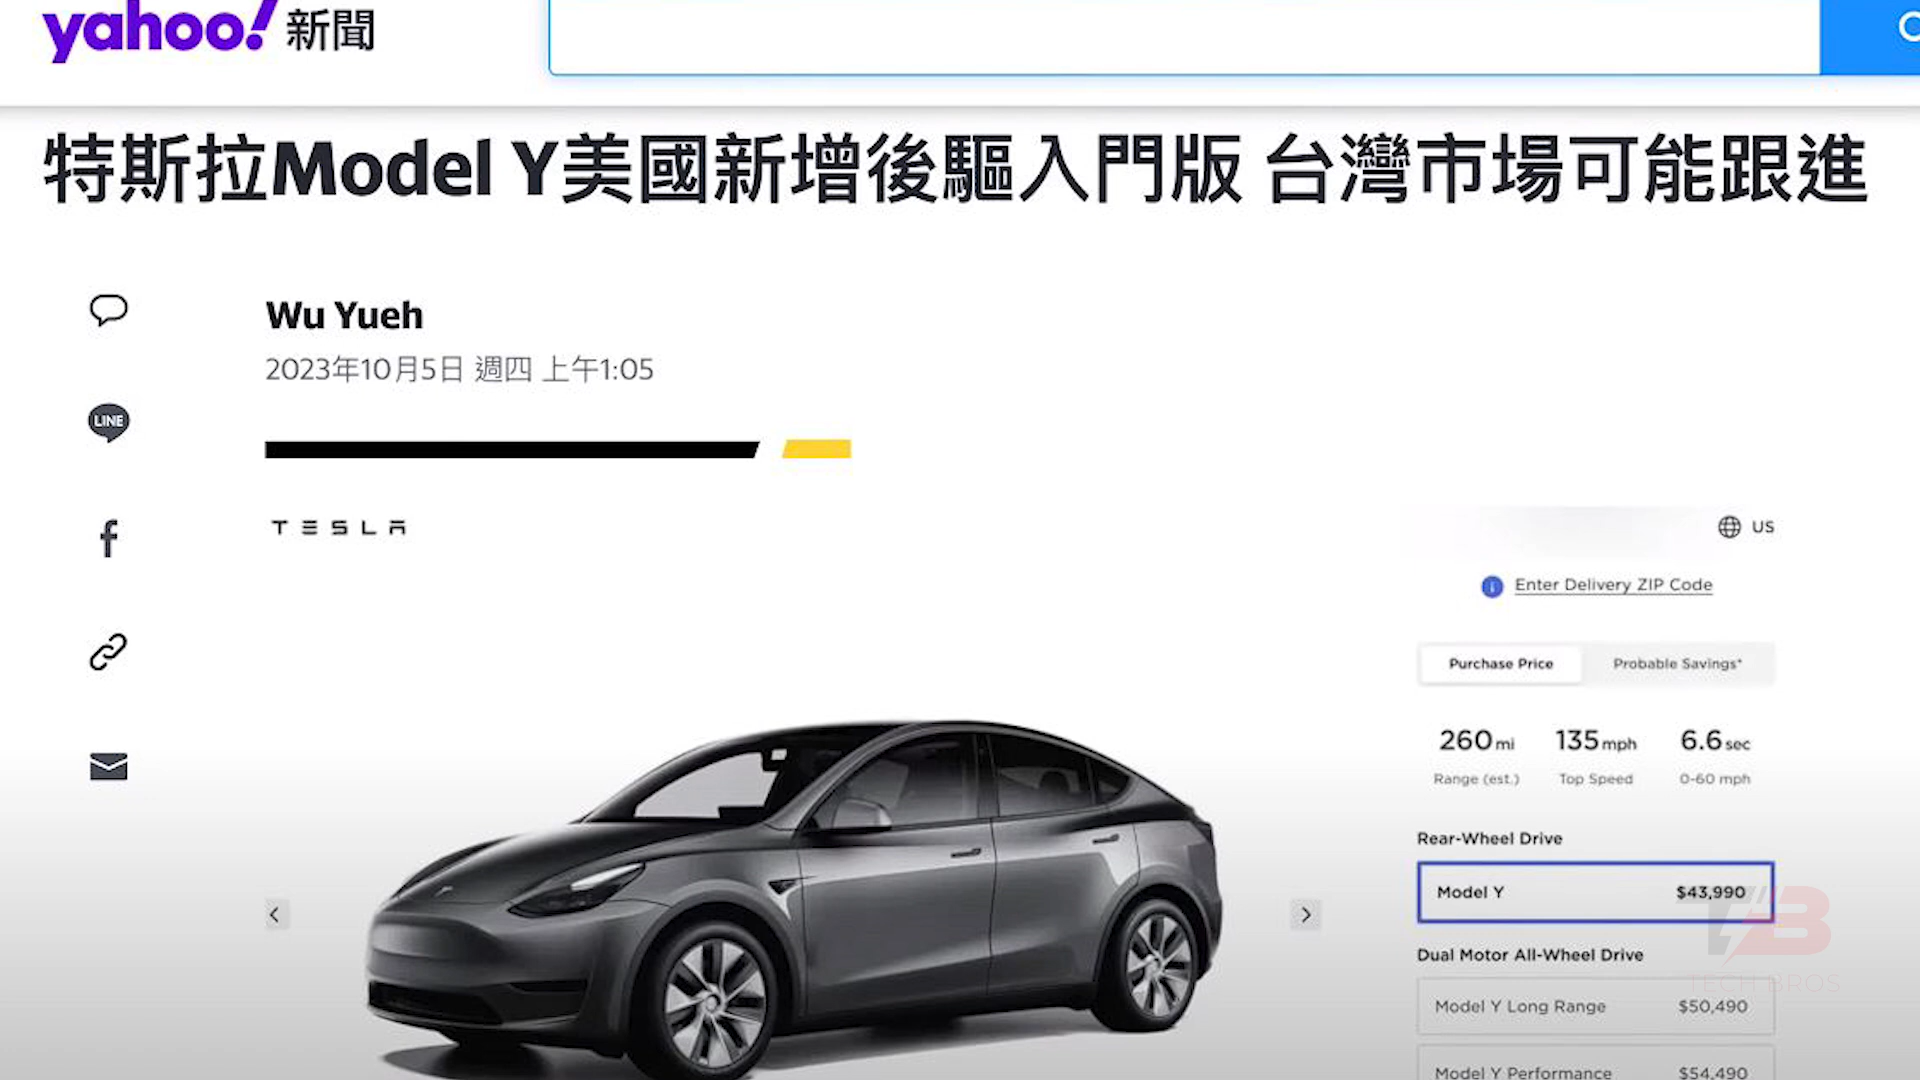 yahoo!新聞
特斯拉Model Y美國新增後驅入門版 台灣市場可能跟進
Wu Yueh
2023年10月5日 週四 上午1:05
LINE
TESLA
US
Enter Delivery ZIP Code
Purchase Price Probable Savings*
260mi 135mph 6.6sec
Range (est.) Top Speed 0-60 mph
Rear-Wheel Drive
Model Y $43,990
Dual Motor All-Wheel Drive
TECH BROS
Model Y Long Range $50,490
Model Y Performance $54,490